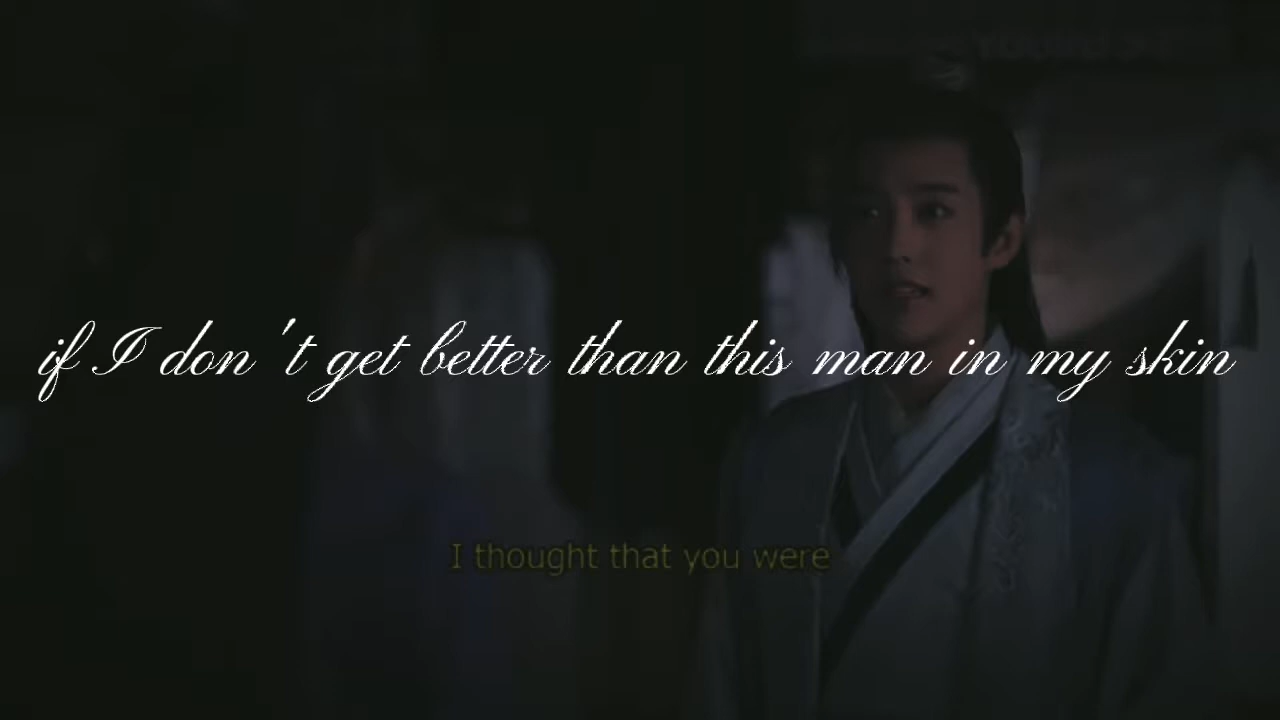 if I don't get better than this man in my skin
I thought that you were